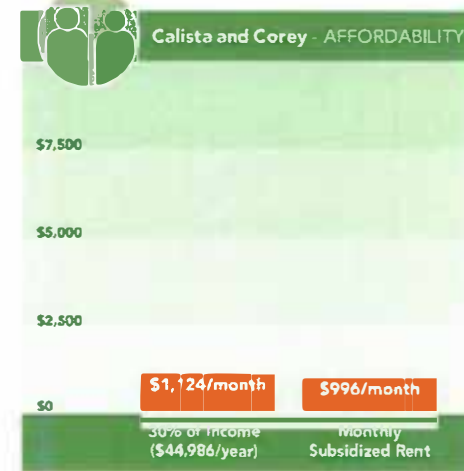 Calista and Corey - AFFORDABILITY
$7,500
$5,000
$2,500
$0
$1,124/month
$996/month
30% of Income
($44,986/year)
Monthly
Subsidized Rent